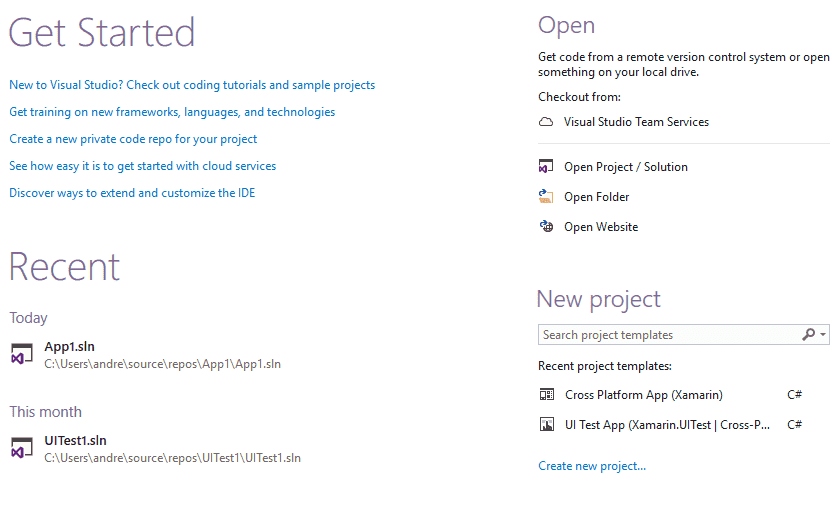 Get Started
New to Visual Studio? Check out coding tutorials and sample projects
Get training on new frameworks, languages, and technologies
Create a new private code repo for your project
See how easy it is to get started with cloud services
Discover ways to extend and customize the IDE
Recent
Today
App1.sln
C:\Users\andre\source\repos\App1\App1.sln
This month
UITest1.sln
C:\Users\andre\source\repos\UITest1\UITest1.sln
Open
Get code from a remote version control system or open
something on your local drive.
Checkout from:
Visual Studio Team Services
Open Project / Solution
Open Folder
Open Website
New project
Search project templates
Recent project templates:
Cross Platform App (Xamarin) C#
UI Test App (Xamarin.UITest | Cross-P... C#
Create new project...